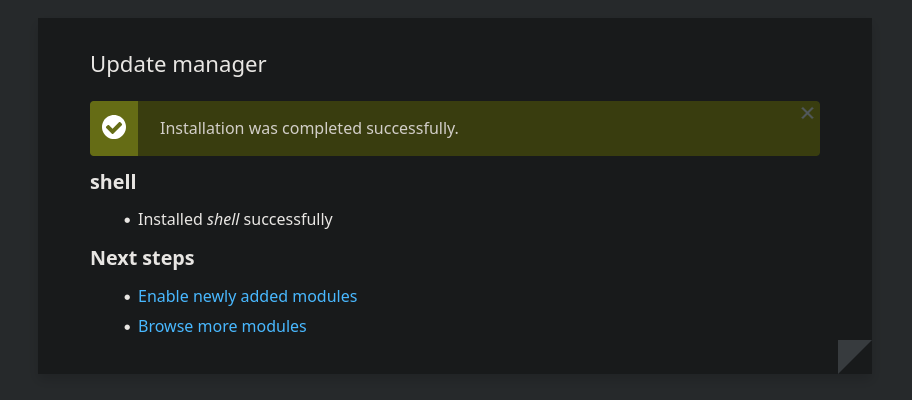 Update manager
Installation was completed successfully.
shell
Installed shell successfully
Next steps
Enable newly added modules
Browse more modules